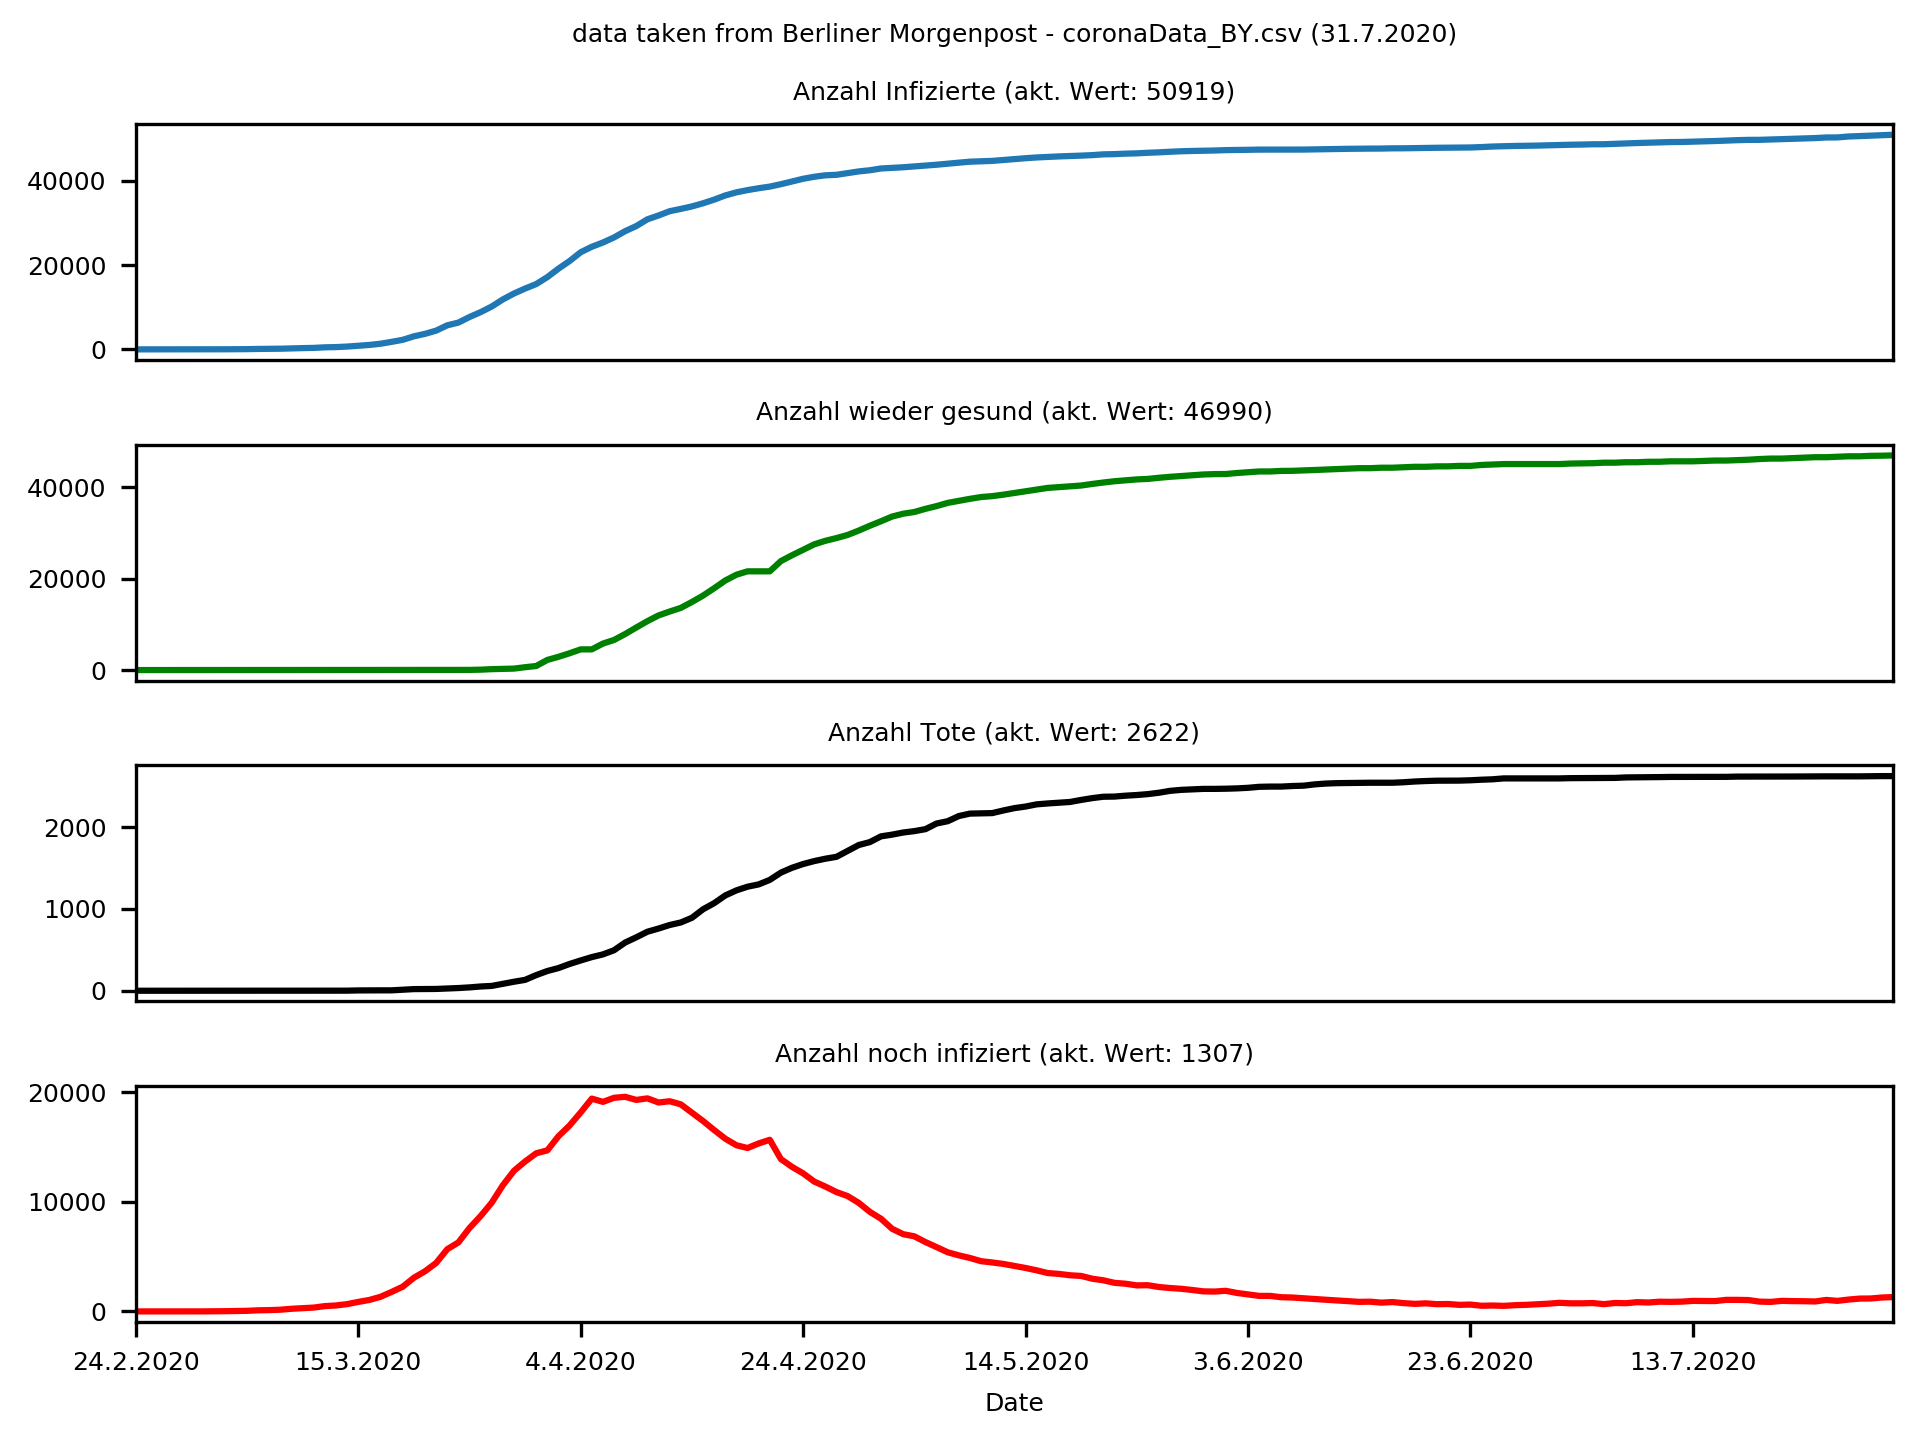 data taken from Berliner Morgenpost - coronaData_BY.csv (31.7.2020)
Anzahl Infizierte (akt. Wert: 50919)
40000
20000
0
Anzahl wieder gesund (akt. Wert: 46990)
40000
20000
0
Anzahl Tote (akt. Wert: 2622)
2000
1000
0
Anzahl noch infiziert (akt. Wert: 1307)
20000
10000
0
24.2.2020 15.3.2020 4.4.2020 24.4.2020 14.5.2020 3.6.2020 23.6.2020 13.7.2020
Date